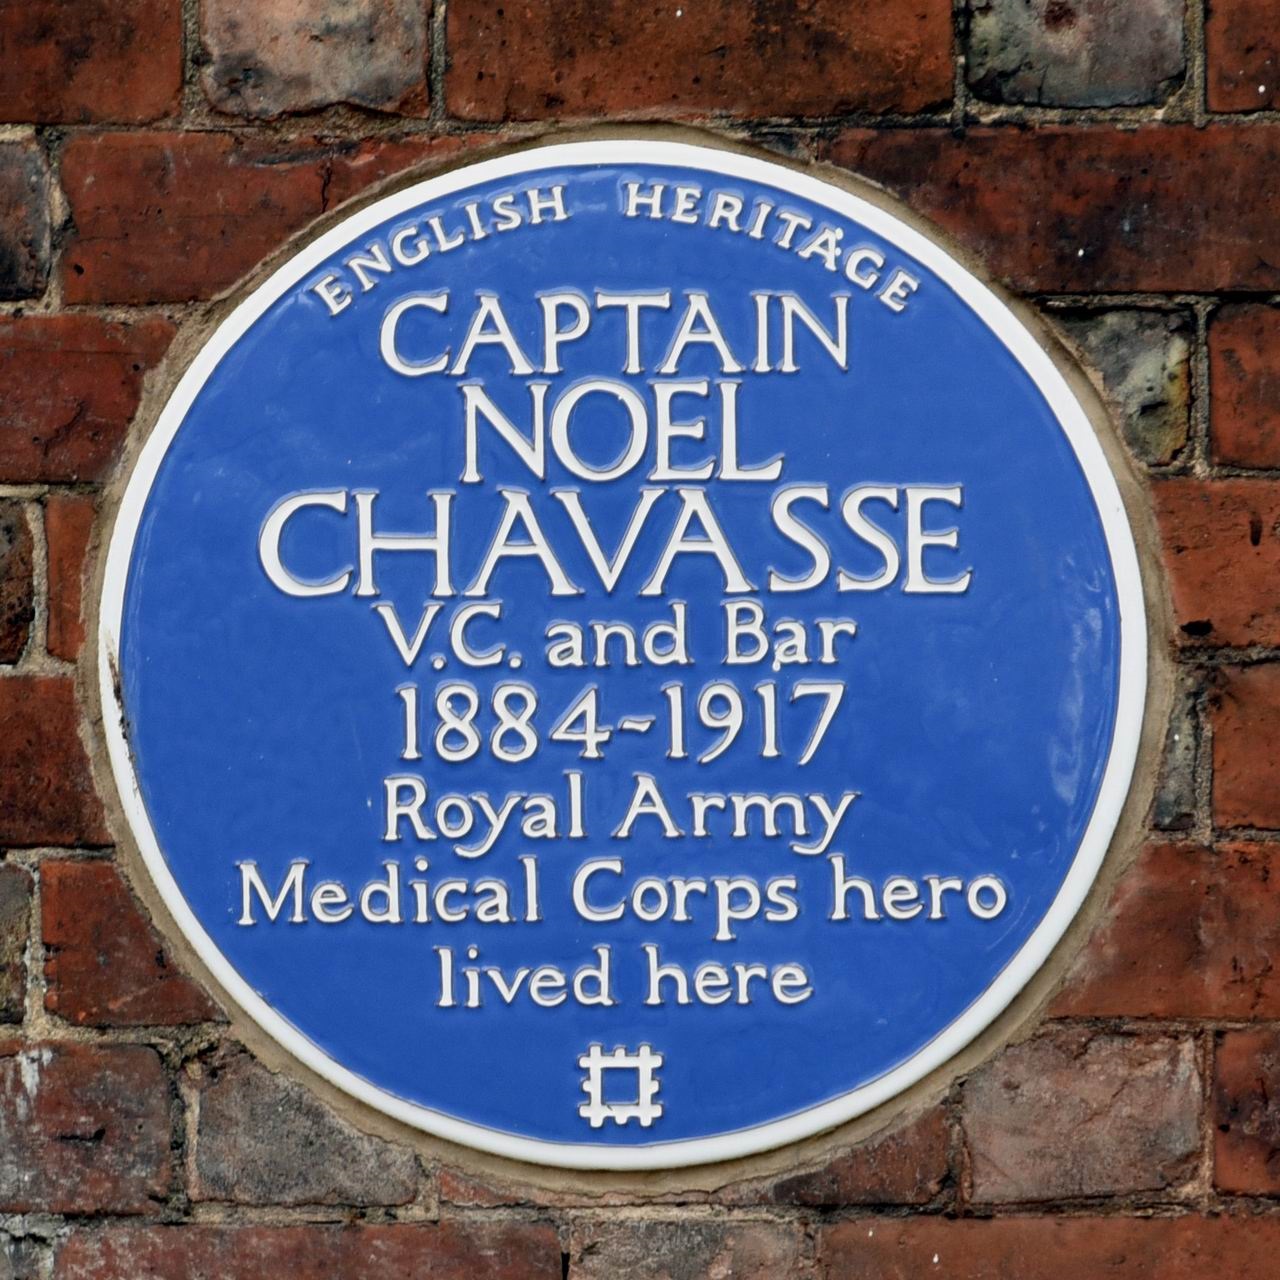 ENGLISH HERITAGE
CAPTAIN
NOEL
CHAVASSE
V.C. and Bar
1884-1917
Royal Army
Medical Corps hero
lived here